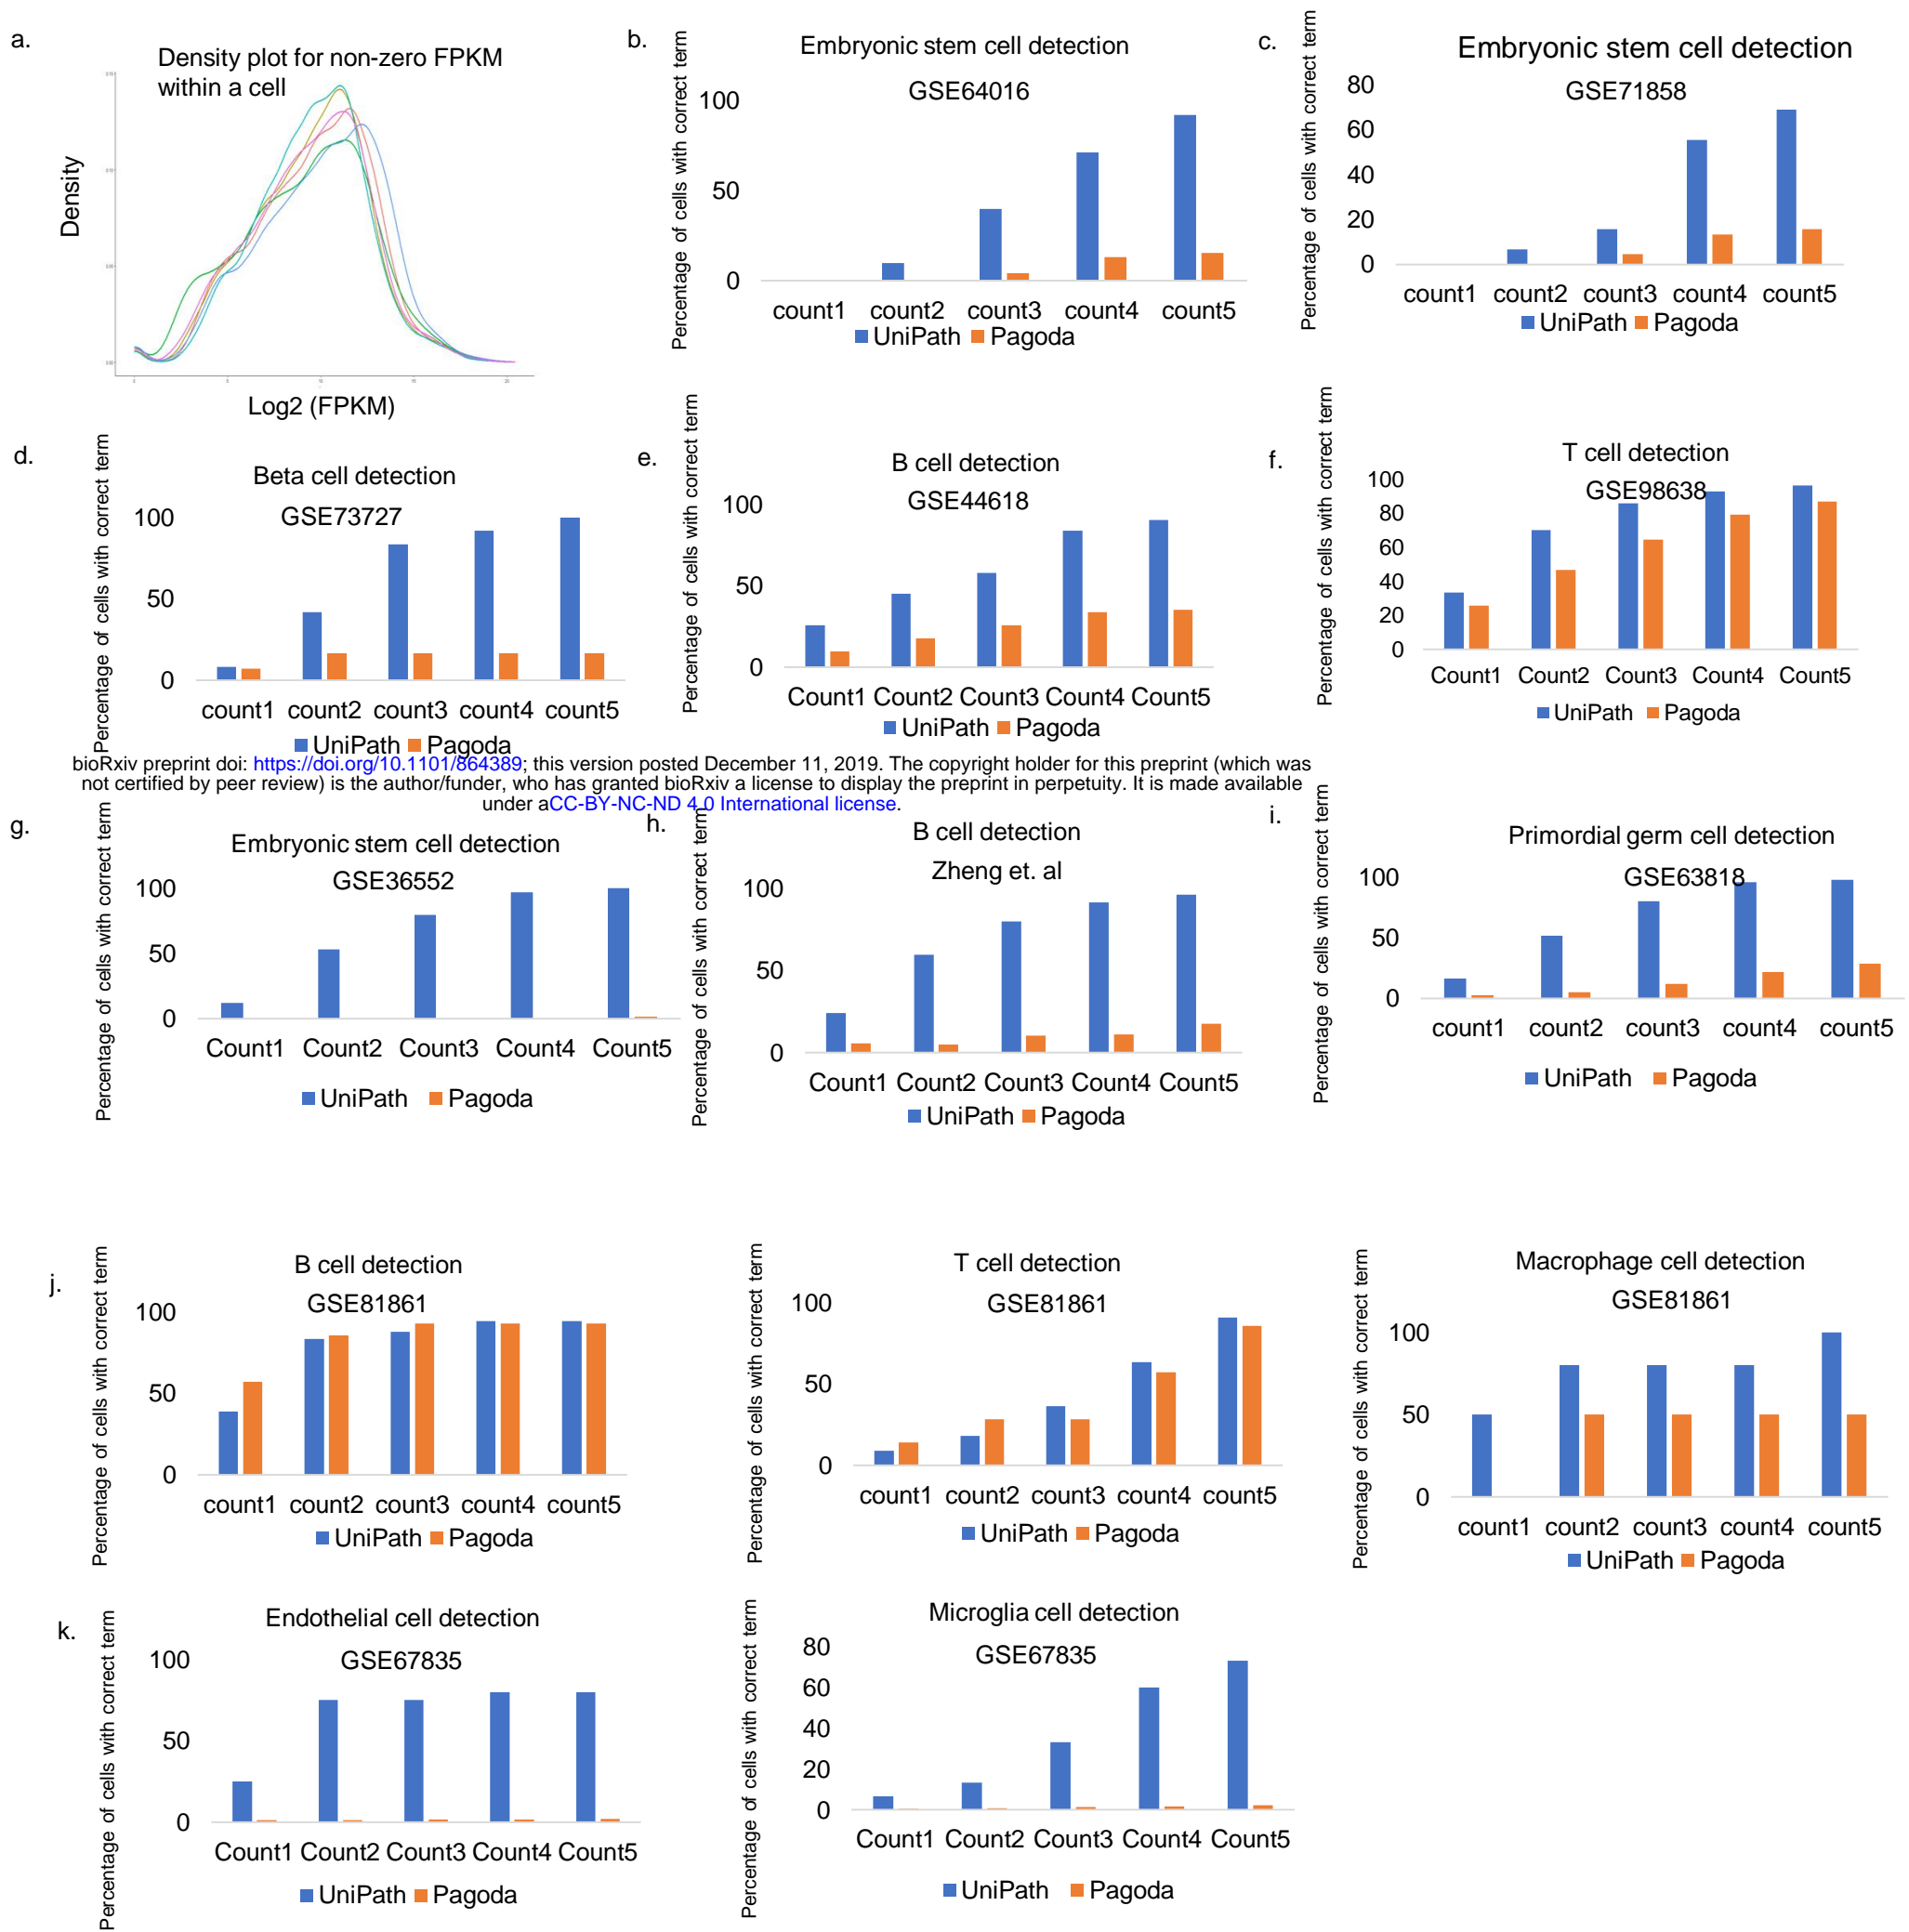 a.
Density plot for non-zero FPKM
within a cell
Density
Log2 (FPKM)
b.
Embryonic stem cell detection
GSE64016
Percentage of cells with correct term
100
50
0
count1 count2 count3 count4 count5
UniPath Pagoda
c.
Embryonic stem cell detection
GSE71858
Percentage of cells with correct term
80
60
40
20
0
count1 count2 count3 count4 count5
UniPath Pagoda
d.
Beta cell detection
GSE73727
Percentage of cells with correct term
100
50
0
count1 count2 count3 count4 count5
UniPath Pagoda
e.
B cell detection
GSE44618
Percentage of cells with correct term
100
50
0
Count1 Count2 Count3 Count4 Count5
UniPath Pagoda
f.
T cell detection
GSE98638
Percentage of cells with correct term
100
80
60
40
20
0
Count1 Count2 Count3 Count4 Count5
UniPath Pagoda
bioRxiv preprint doi: https://doi.org/10.1101/864389; this version posted December 11, 2019. The copyright holder for this preprint (which was
not certified by peer review) is the author/funder, who has granted bioRxiv a license to display the preprint in perpetuity. It is made available
under aCC-BY-NC-ND 4.0 International license.
g.
Embryonic stem cell detection
GSE36552
Percentage of cells with correct term
100
50
0
Count1 Count2 Count3 Count4 Count5
UniPath Pagoda
h.
B cell detection
Zheng et. al
Percentage of cells with correct term
100
50
0
Count1 Count2 Count3 Count4 Count5
UniPath Pagoda
i.
Primordial germ cell detection
GSE63818
Percentage of cells with correct term
100
50
0
count1 count2 count3 count4 count5
UniPath Pagoda
j.
B cell detection
GSE81861
Percentage of cells with correct term
100
50
0
count1 count2 count3 count4 count5
UniPath Pagoda
T cell detection
GSE81861
Percentage of cells with correct term
100
50
0
count1 count2 count3 count4 count5
UniPath Pagoda
Macrophage cell detection
GSE81861
Percentage of cells with correct term
100
50
0
count1 count2 count3 count4 count5
UniPath Pagoda
k.
Endothelial cell detection
GSE67835
Percentage of cells with correct term
100
50
0
Count1 Count2 Count3 Count4 Count5
UniPath Pagoda
Microglia cell detection
GSE67835
Percentage of cells with correct term
80
60
40
20
0
Count1 Count2 Count3 Count4 Count5
UniPath Pagoda